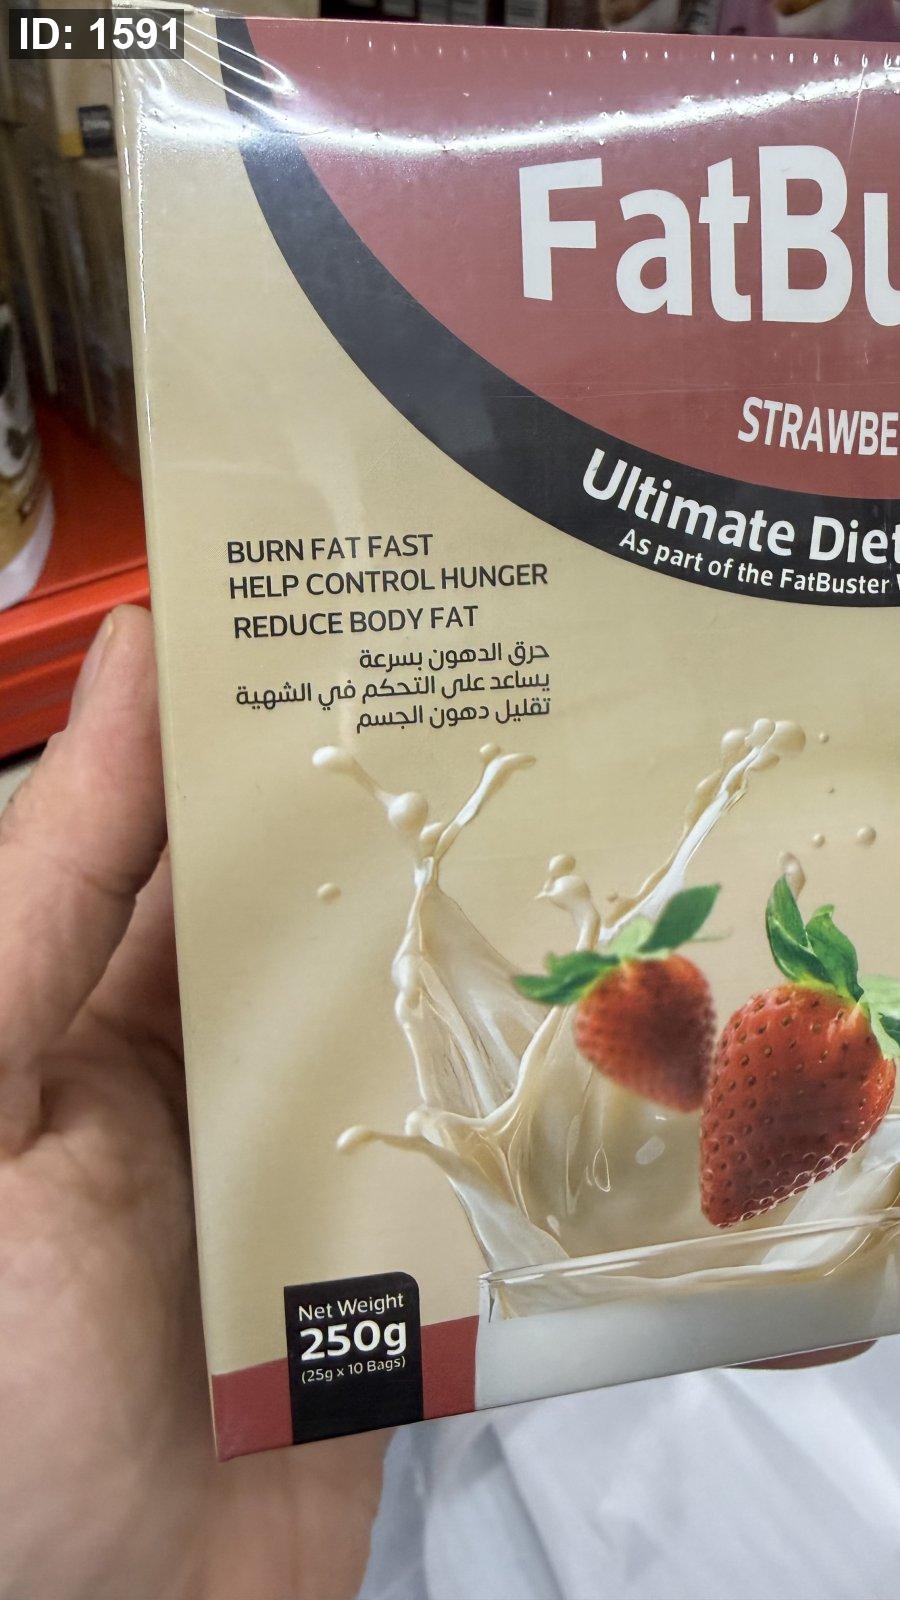 ID: 1591
FatBu
STRAWBE
Ultimate Diet
As part of the FatBuster
BURN FAT FAST
HELP CONTROL HUNGER
REDUCE BODY FAT
حرق الدهون بسرعة
يساعد على التحكم في الشهية
تقليل دهون الجسم
Net Weight
250g
(25g x 10 Bags)